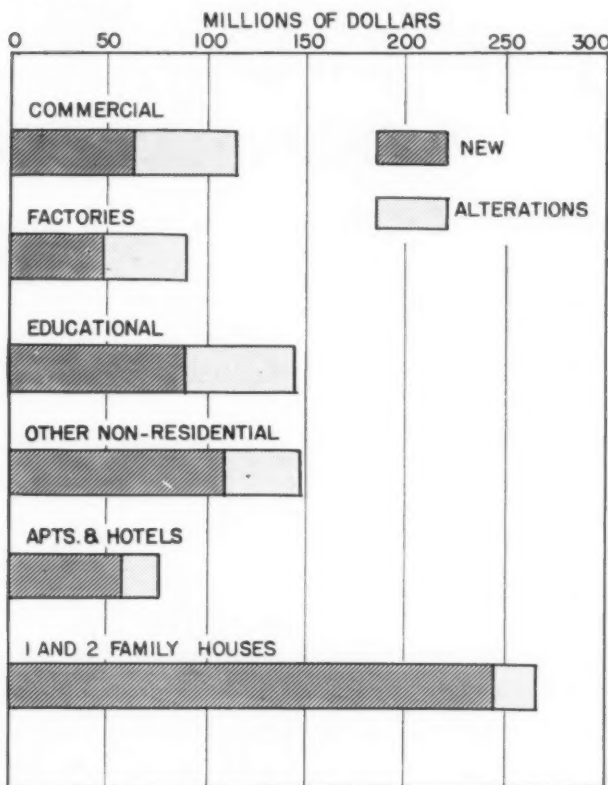 MILLIONS OF DOLLARS
0 50 100 150 200 250 300
COMMERCIAL
NEW
ALTERATIONS
FACTORIES
EDUCATIONAL
OTHER NON-RESIDENTIAL
APTS. & HOTELS
1 AND 2 FAMILY HOUSES